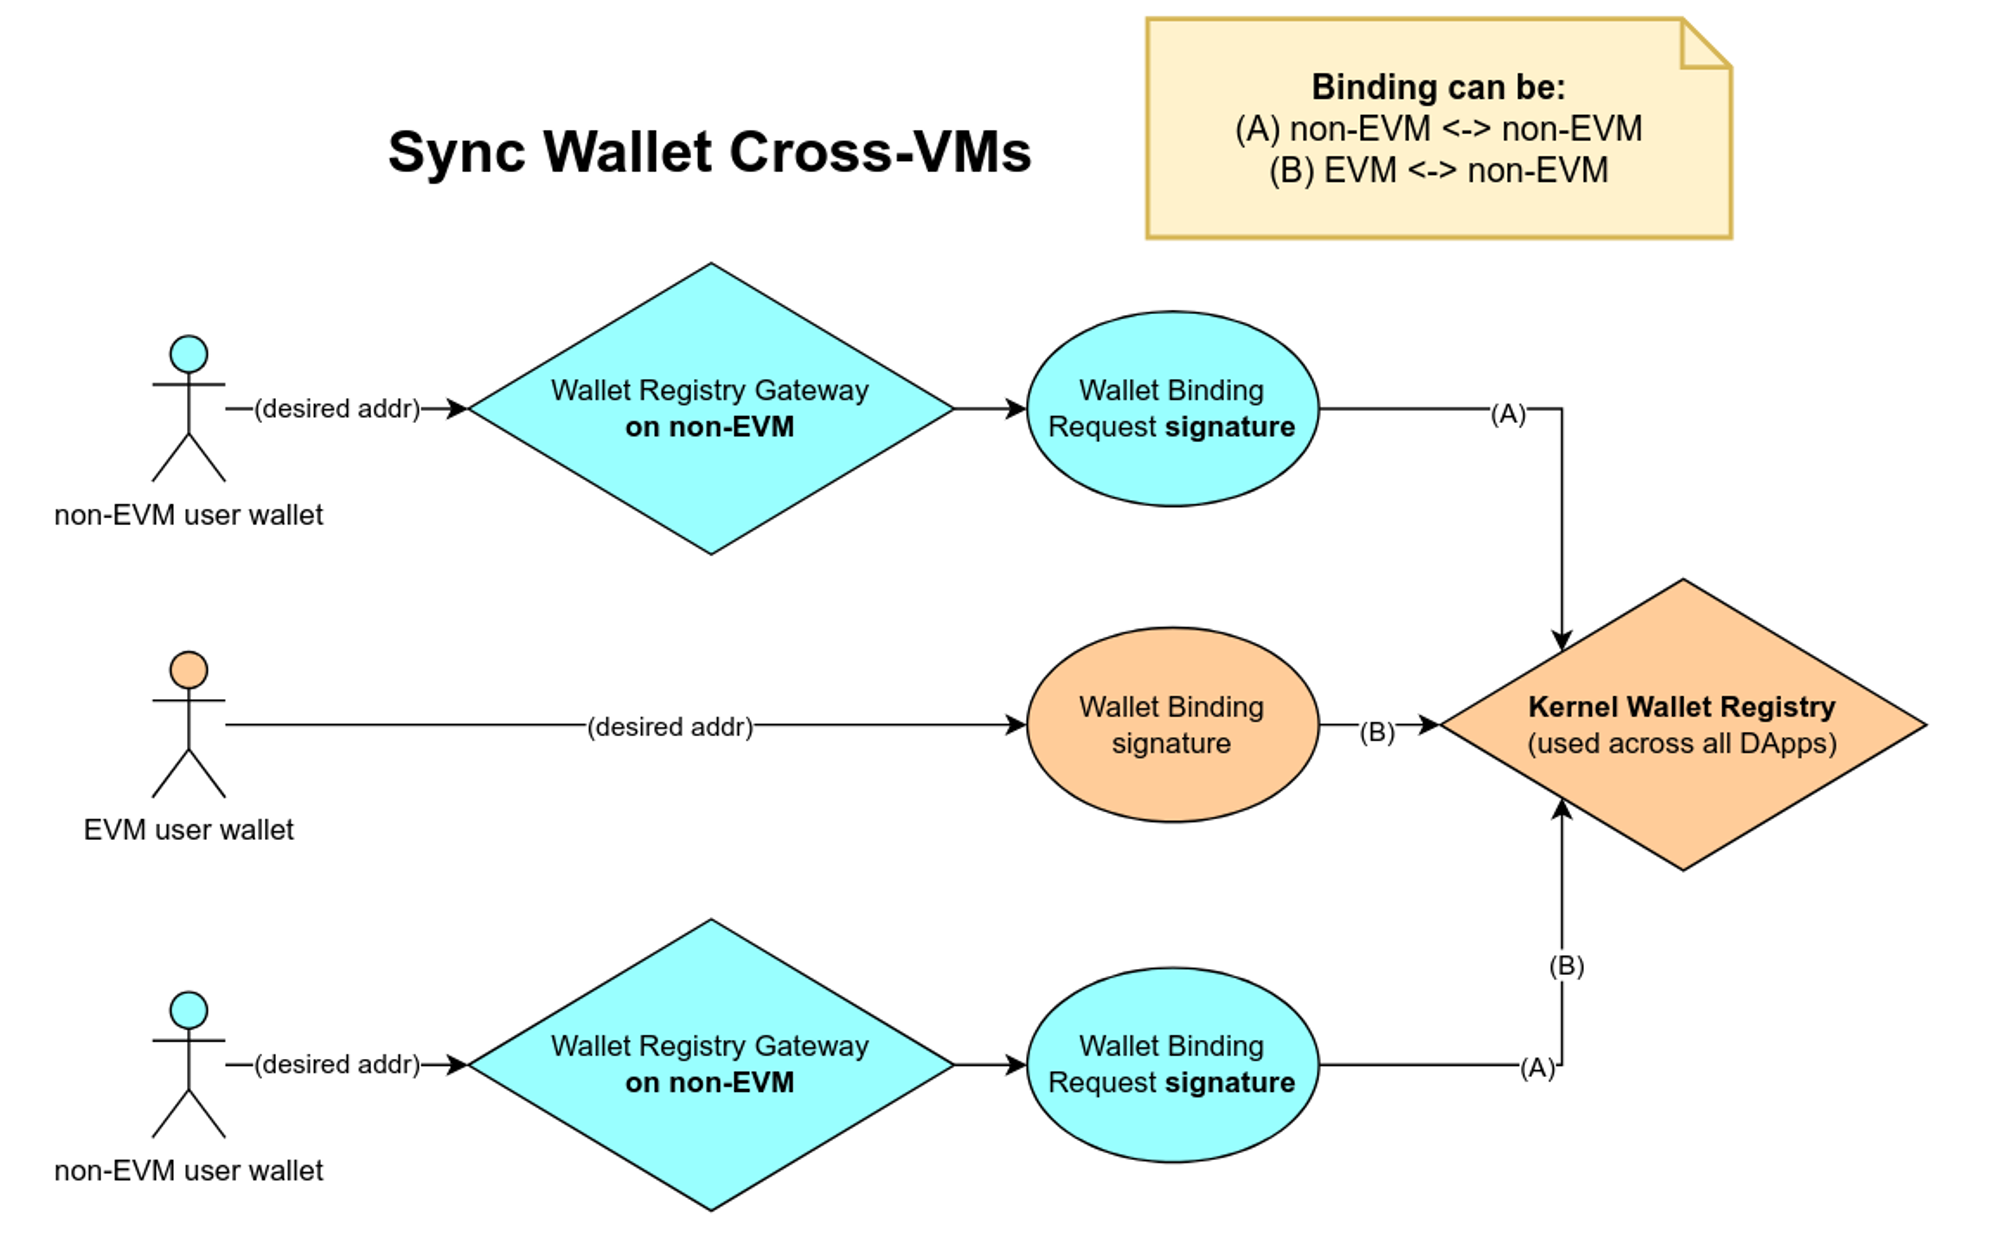 Sync Wallet Cross-VMs
Binding can be:
(A) non-EVM <-> non-EVM
(B) EVM <-> non-EVM
(desired addr)
non-EVM user wallet
Wallet Registry Gateway
on non-EVM
Wallet Binding
Request signature
(A)
(desired addr)
EVM user wallet
Wallet Binding
signature
(B)
Kernel Wallet Registry
(used across all DApps)
(desired addr)
non-EVM user wallet
Wallet Registry Gateway
on non-EVM
Wallet Binding
Request signature
(A)
(B)